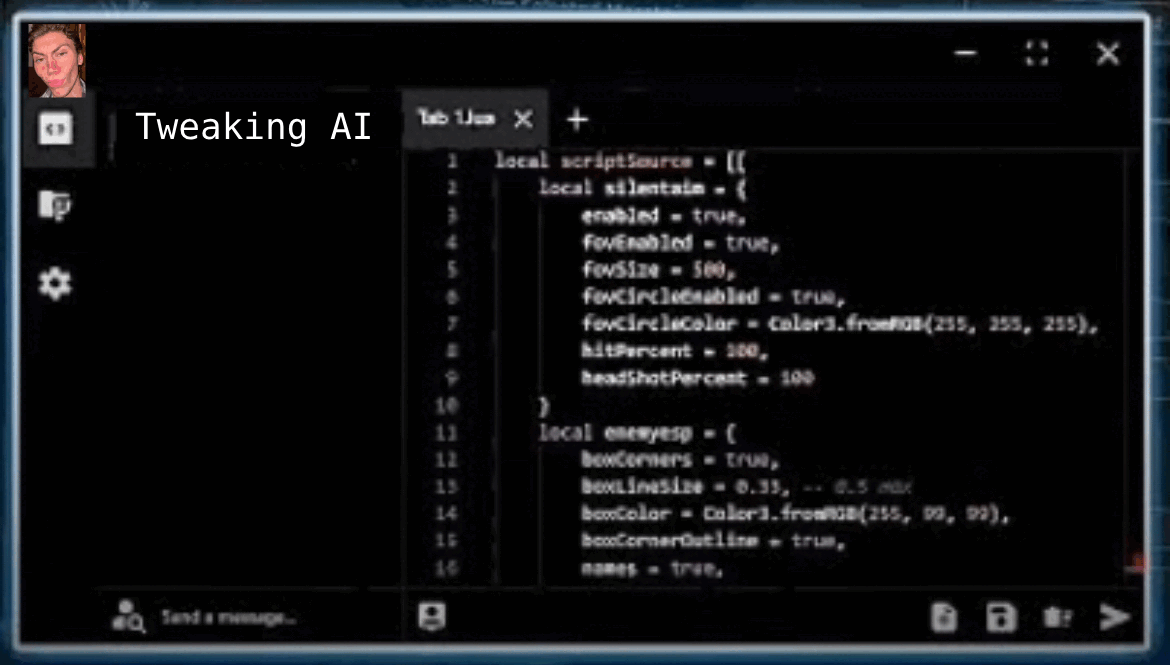 Tweaking AI
Tab 1.lua
1 local scriptSource = [[
2 local silentaim = {
3 enabled = true,
4 fovEnabled = true,
5 fovSize = 500,
6 fovCircleEnabled = true,
7 fovCircleColor = Color3.fromRGB(255, 255, 255),
8 hitPercent = 100,
9 headShotPercent = 100
10 }
11 local enemyesp = {
12 boxCorners = true,
13 boxLineSize = 0.33, -- 0.5 max
14 boxColor = Color3.fromRGB(255, 99, 99),
15 boxCornerOutline = true,
16 names = true,
Send a message...